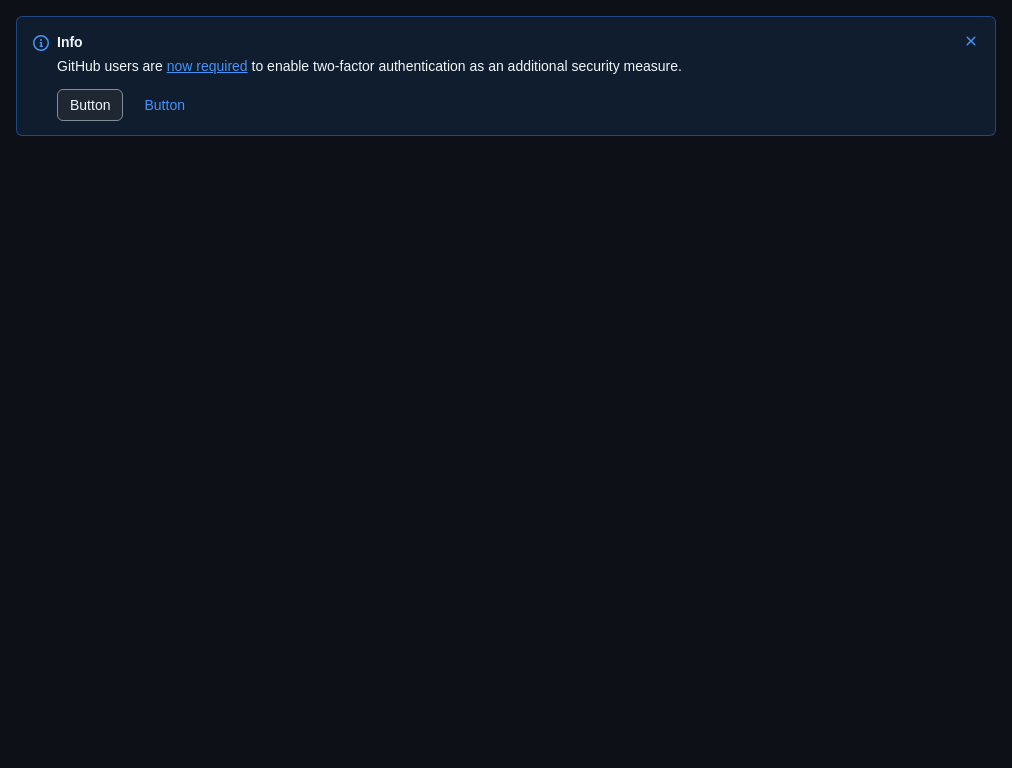 Info
GitHub users are now required to enable two-factor authentication as an additional security measure.
Button Button